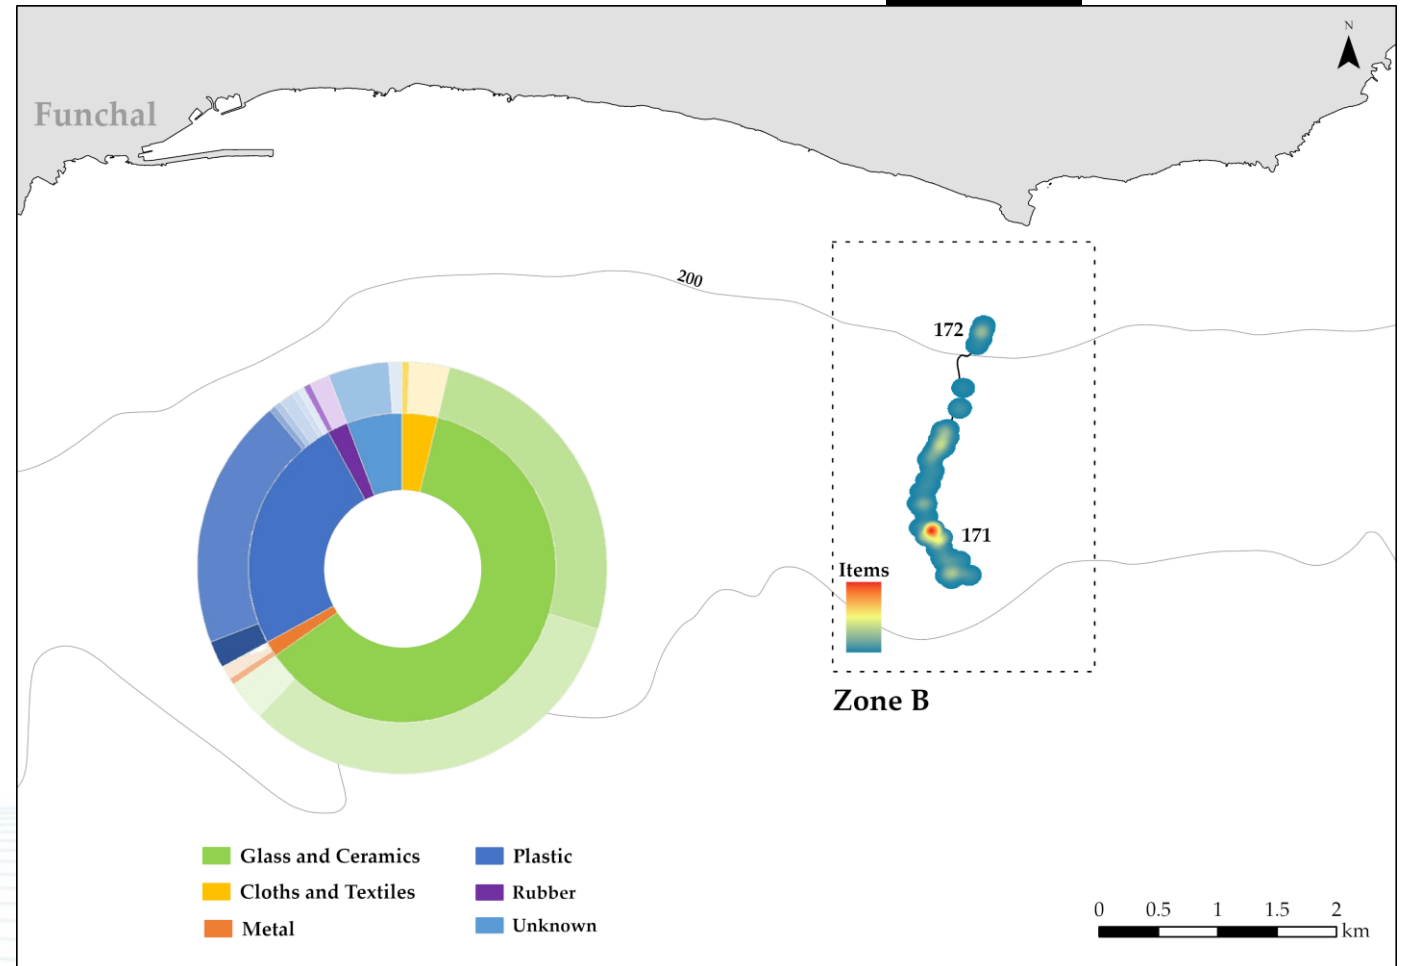 N
Funchal
200
172
171
Items
Zone B
Glass and Ceramics
Plastic
Cloths and Textiles
Rubber
Metal
Unknown
0 0.5 1 1.5 2
km